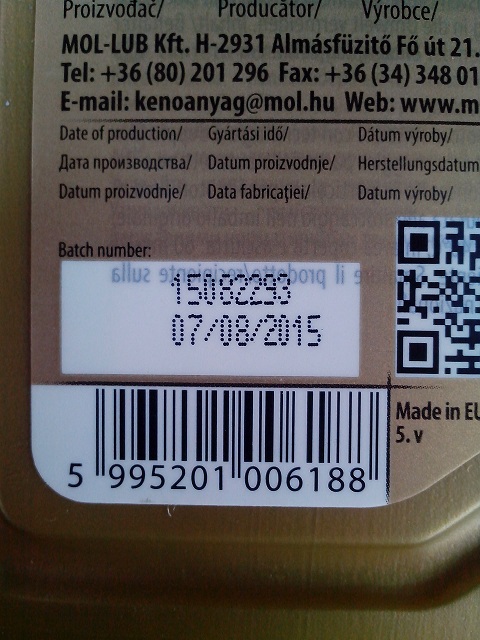 Proizvođač/ Producător/ Výrobce/
MOL-LUB Kft. H-2931 Almásfüzitő Fő út 21.
Tel: +36 (80) 201 296 Fax: +36 (34) 348 01
E-mail: kenoanyag@mol.hu Web: www.m
Date of production/ Gyártási idő/ Dátum výroby/
Дата производства/ Datum proizvodnje/ Herstellungsdatum
Datum proizvodnje/ Data fabricaţiei/ Datum výroby/
Batch number:
15082293
07/08/2015
Made in EU
5. v
5 995201 006188